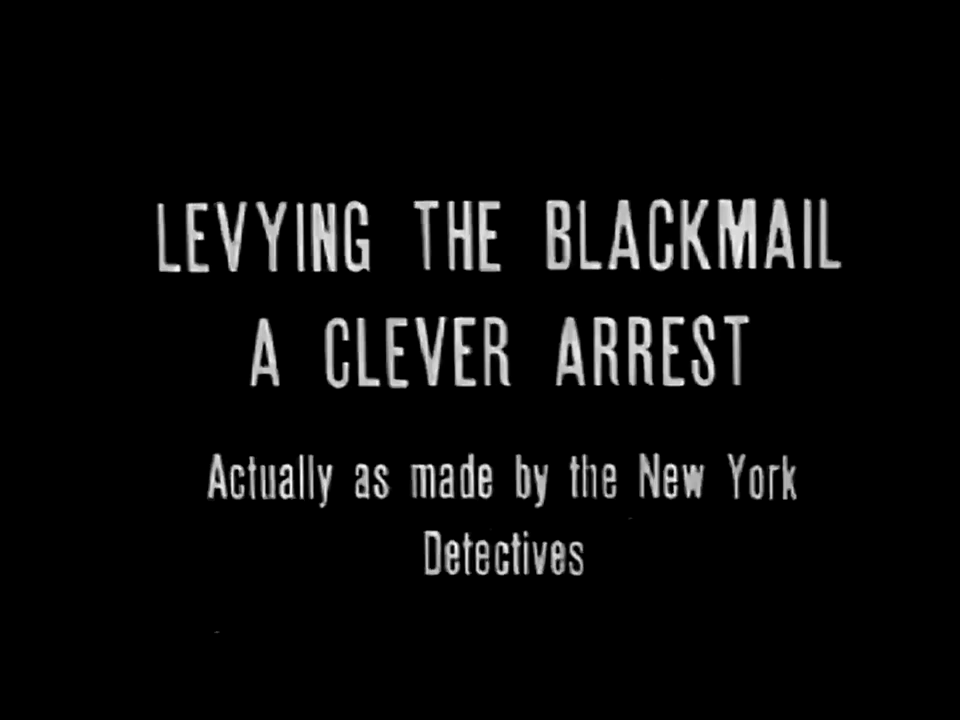 LEVYING THE BLACKMAIL
A CLEVER ARREST
Actually as made by the New York
Detectives